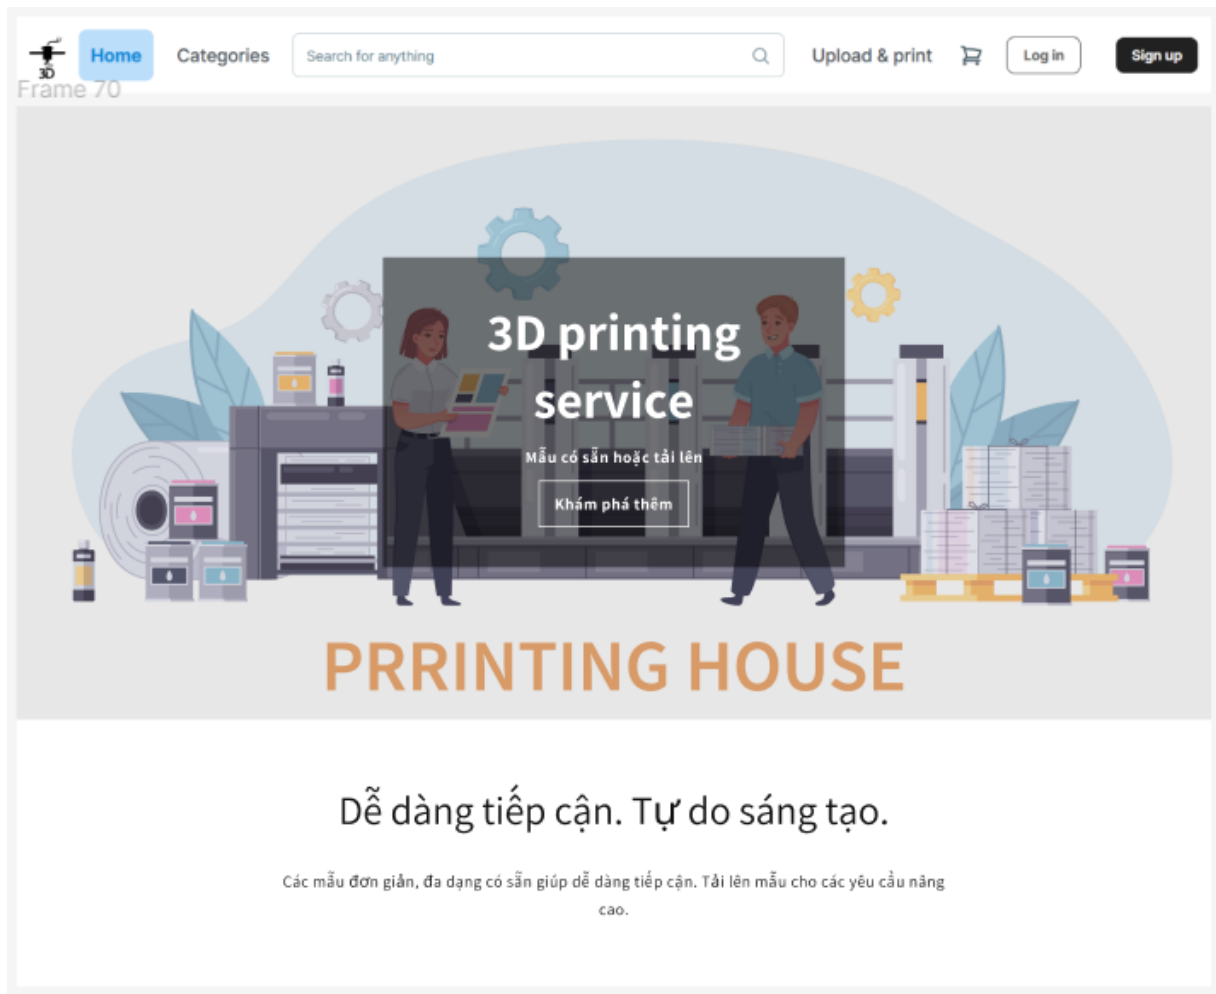 3D
Home
Categories
Search for anything
Upload & print
Log in
Sign up
Frame 70
3D printing
service
Mẫu có sẵn hoặc tải lên
Khám phá thêm
PRRINTING HOUSE
Dễ dàng tiếp cận. Tự do sáng tạo.
Các mẫu đơn giản, đa dạng có sẵn giúp dễ dàng tiếp cận. Tải lên mẫu cho các yêu cầu nâng
cao.